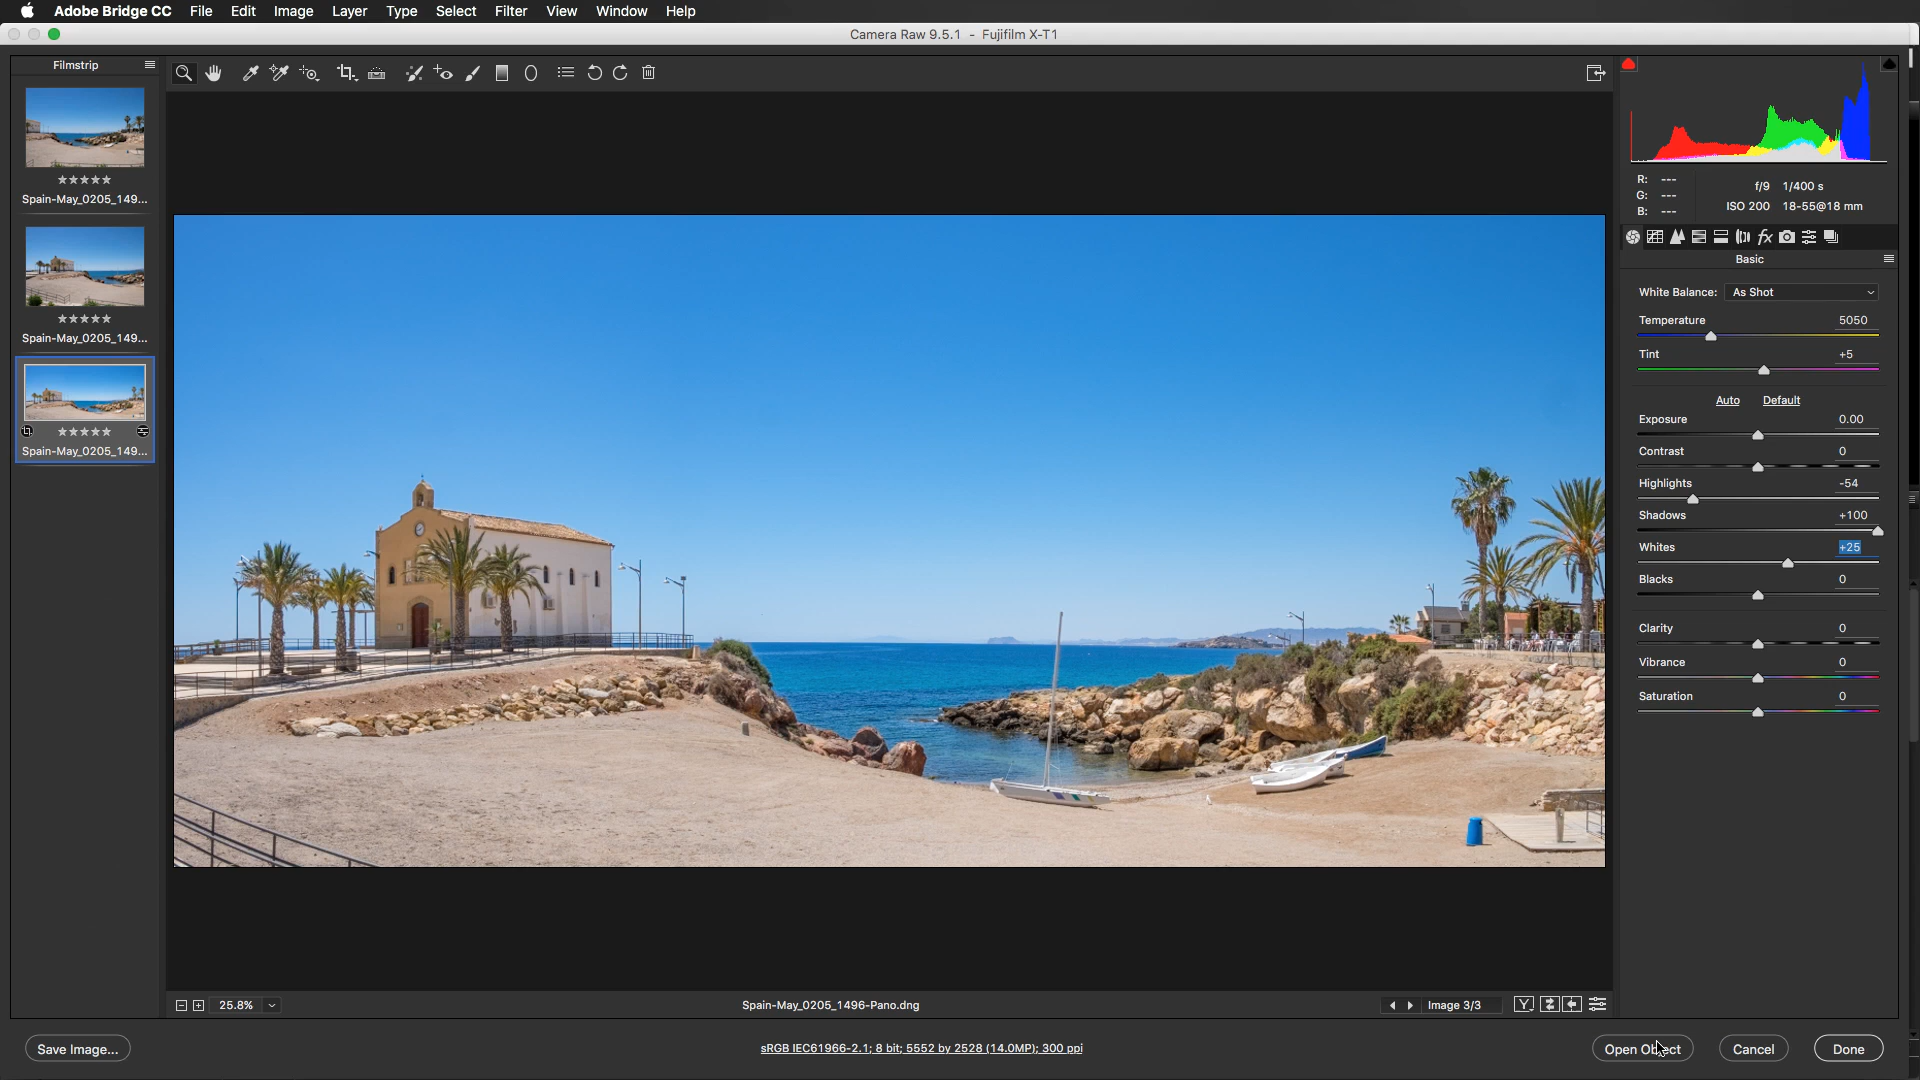 Adobe Bridge CC File Edit Image Layer Type Select Filter View Window Help
Camera Raw 9.5.1 - Fujifilm X-T1
Filmstrip
Spain-May_0205_149...
Spain-May_0205_149...
Spain-May_0205_149...
R: ---
G: ---
B: ---
f/9 1/400 s
ISO 200 18-55@18 mm
Basic
White Balance: As Shot
Temperature 5050
Tint +5
Auto Default
Exposure 0.00
Contrast 0
Highlights -54
Shadows +100
Whites +25
Blacks 0
Clarity 0
Vibrance 0
Saturation 0
25.8% Spain-May_0205_1496-Pano.dng Image 3/3 Y
Save Image... sRGB IEC61966-2.1; 8 bit; 5552 by 2528 (14.0MP); 300 ppi Open Object Cancel Done